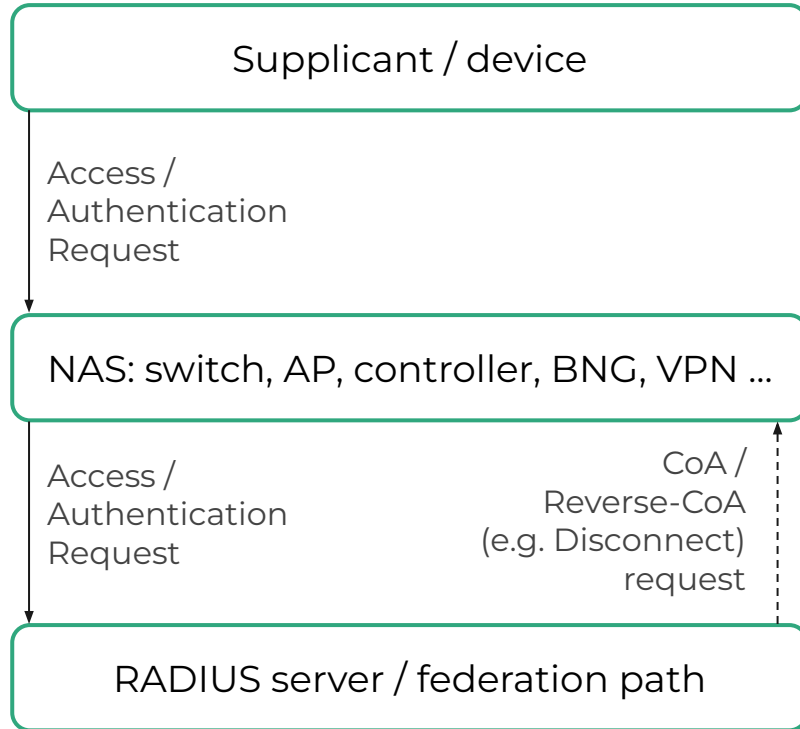 Supplicant / device
Access /
Authentication
Request
NAS: switch, AP, controller, BNG, VPN ...
Access /
Authentication
Request
CoA /
Reverse-CoA
(e.g. Disconnect)
request
RADIUS server / federation path